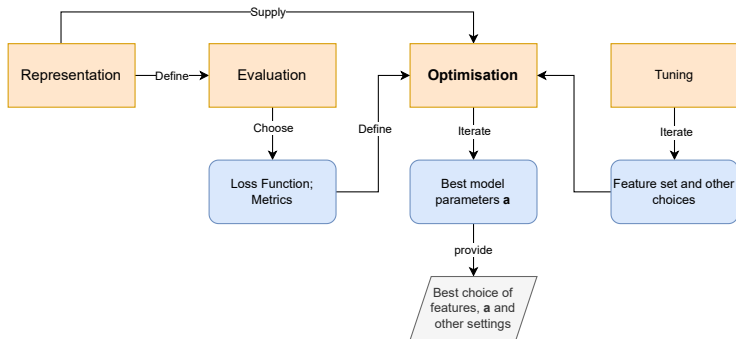 Supply
Representation
Define
Evaluation
Optimisation
Tuning
Choose
Define
Iterate
Iterate
Loss Function;
Metrics
Best model
parameters a
Feature set and other
choices
provide
Best choice of
features, a and
other settings